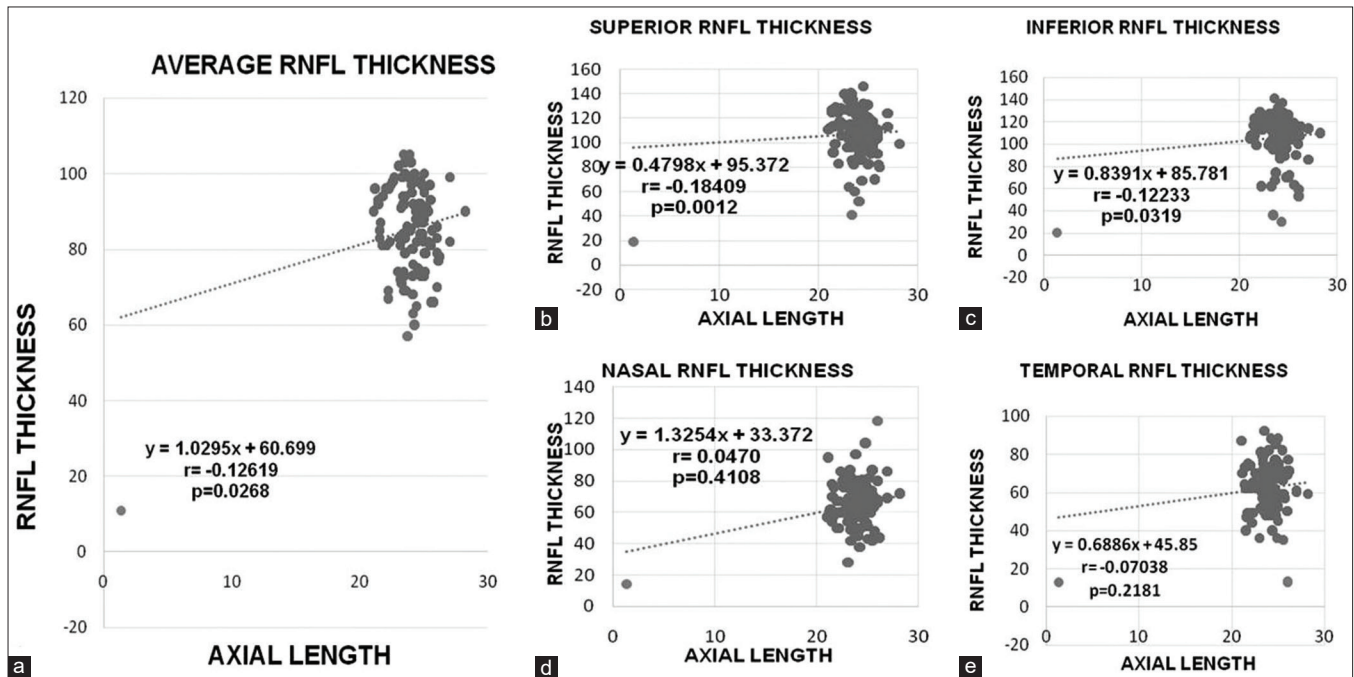 AVERAGE RNFL THICKNESS
120
100
80
60
40
20
0
-20
0
10
20
30
RNFL THICKNESS
AXIAL LENGTH
y = 1.0295x + 60.699
r= -0.12619
p=0.0268
a
SUPERIOR RNFL THICKNESS
160
140
120
100
80
60
40
20
0
-20
0
10
20
30
RNFL THICKNESS
AXIAL LENGTH
y = 0.4798x + 95.372
r= -0.18409
p=0.0012
b
INFERIOR RNFL THICKNESS
160
140
120
100
80
60
40
20
0
-20
0
10
20
30
RNFL THICKNESS
AXIAL LENGTH
y = 0.8391x + 85.781
r= -0.12233
p=0.0319
c
NASAL RNFL THICKNESS
140
120
100
80
60
40
20
0
0
10
20
30
RNFL THICKNESS
AXIAL LENGTH
y = 1.3254x + 33.372
r= 0.0470
p=0.4108
d
TEMPORAL RNFL THICKNESS
100
80
60
40
20
0
-20
0
10
20
30
RNFL THICKNESS
AXIAL LENGTH
y = 0.6886x + 45.85
r= -0.07038
p=0.2181
e